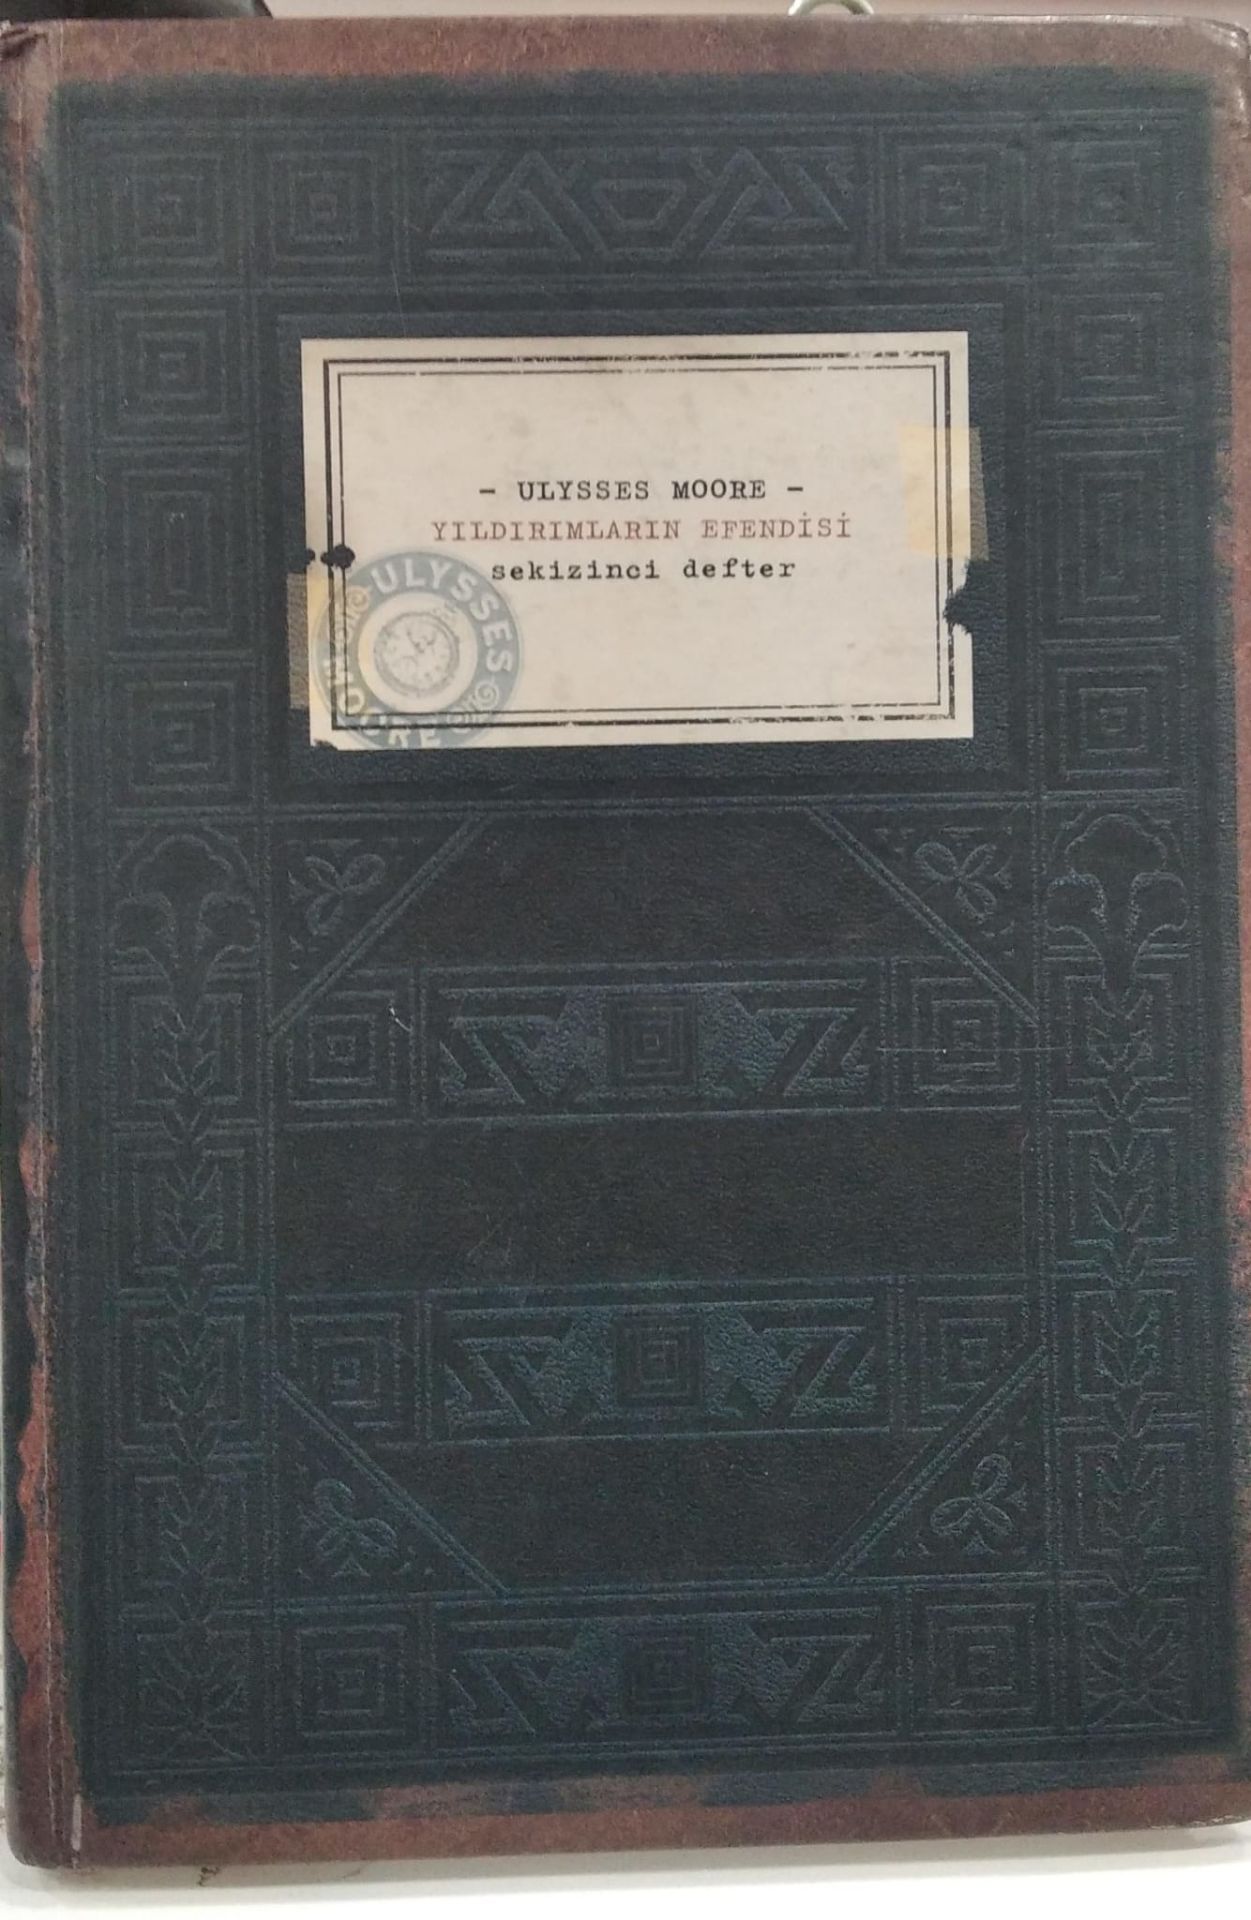 - ULYSSES MOORE -
YILDIRIMLARIN EFENDİSİ
sekizinci defter
ULYSSES
MOORE